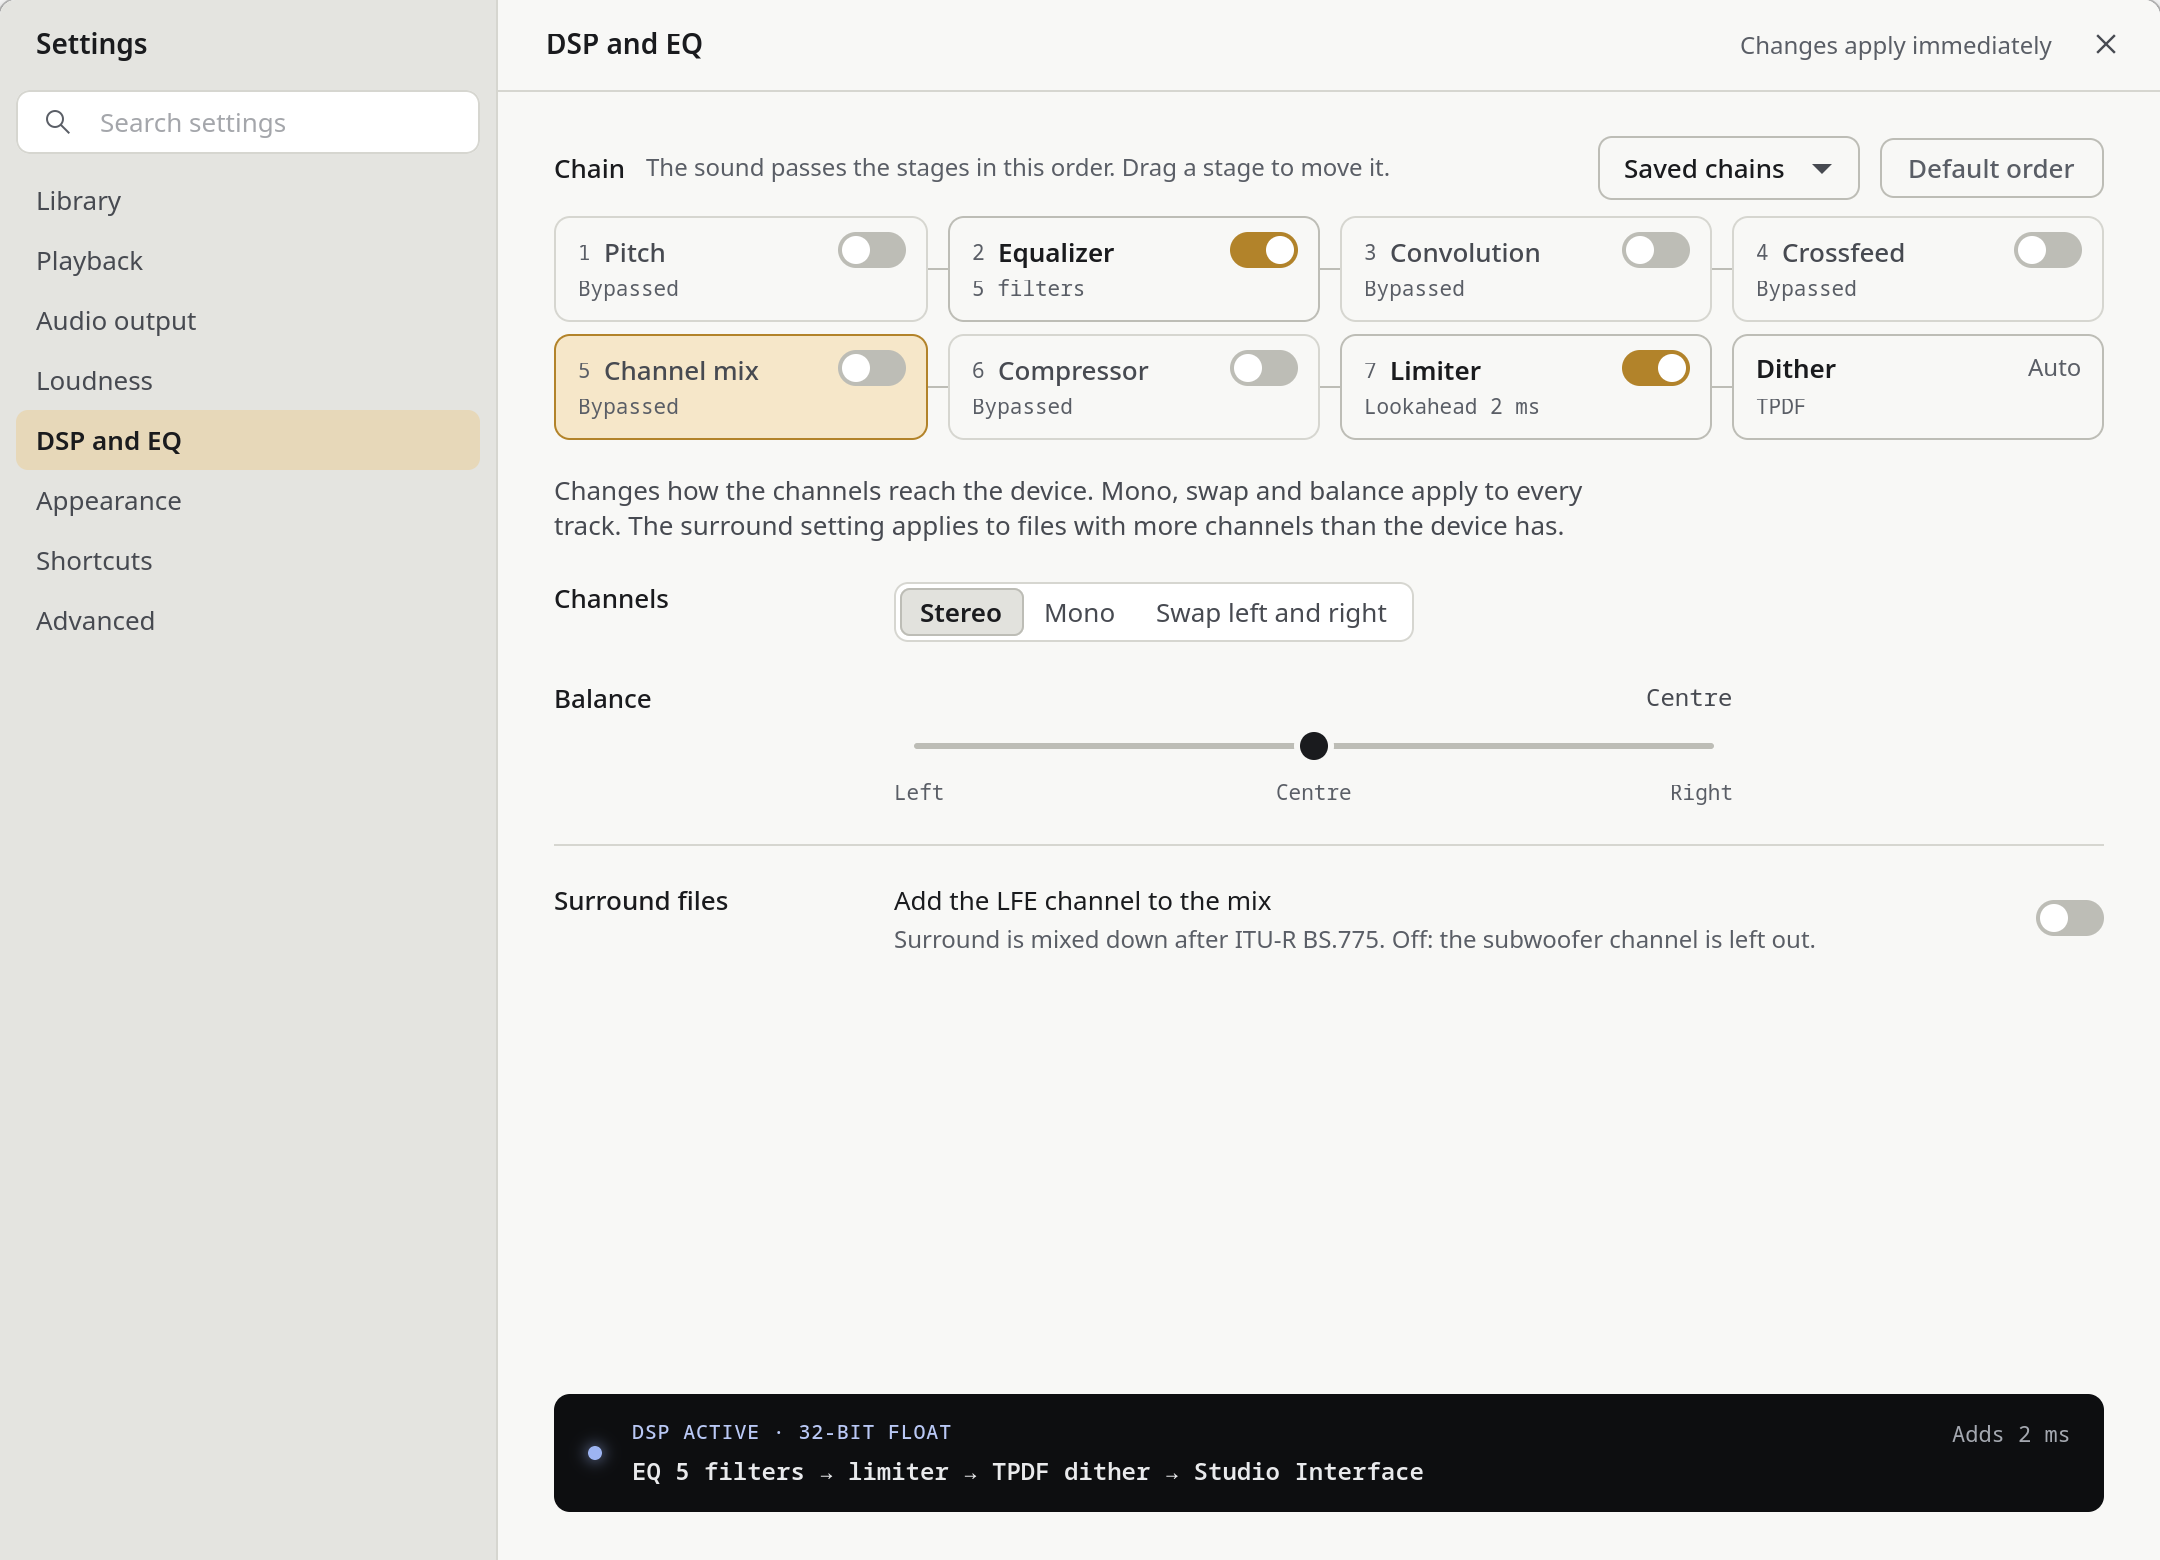 Settings
Search settings
Library
Playback
Audio output
Loudness
DSP and EQ
Appearance
Shortcuts
Advanced
DSP and EQ
Changes apply immediately
Chain The sound passes the stages in this order. Drag a stage to move it.
Saved chains
Default order
1 Pitch
Bypassed
2 Equalizer
5 filters
3 Convolution
Bypassed
4 Crossfeed
Bypassed
5 Channel mix
Bypassed
6 Compressor
Bypassed
7 Limiter
Lookahead 2 ms
Dither Auto
TPDF
Changes how the channels reach the device. Mono, swap and balance apply to every
track. The surround setting applies to files with more channels than the device has.
Channels
Stereo Mono Swap left and right
Balance
Centre
Left Centre Right
Surround files
Add the LFE channel to the mix
Surround is mixed down after ITU-R BS.775. Off: the subwoofer channel is left out.
DSP ACTIVE · 32-BIT FLOAT
Adds 2 ms
EQ 5 filters → limiter → TPDF dither → Studio Interface